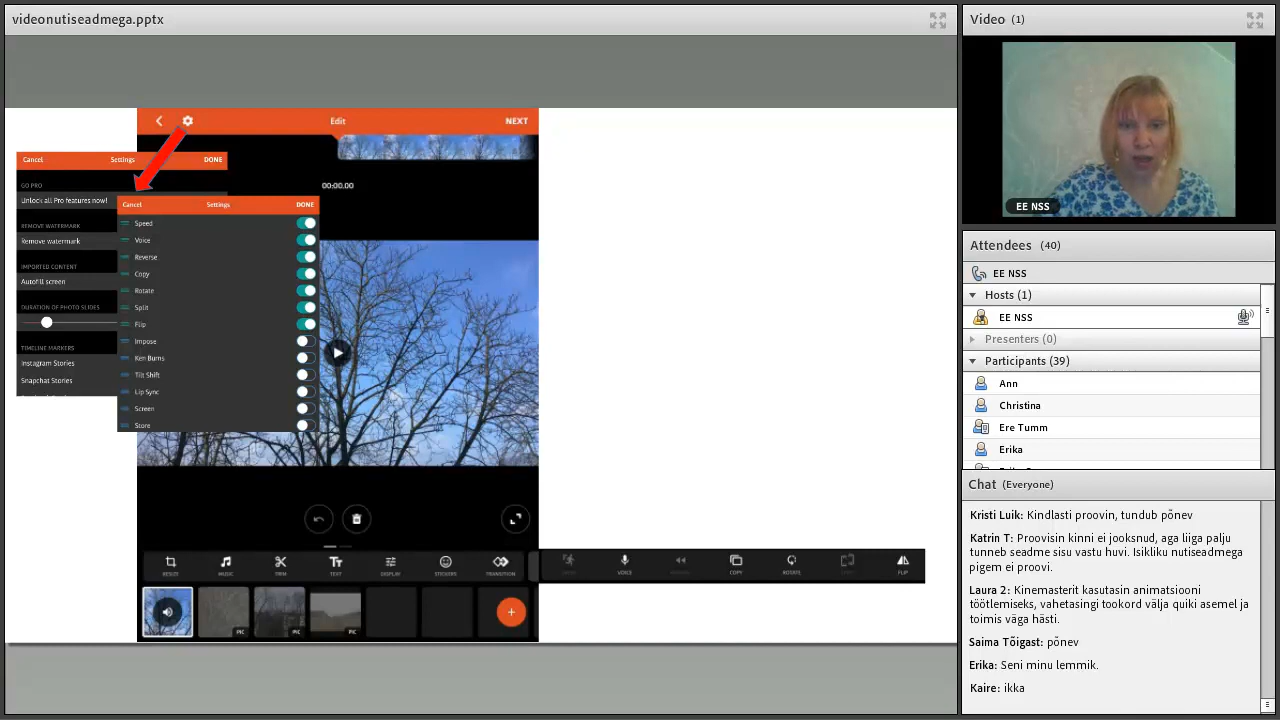 videonutiseadmega.pptx
Edit
NEXT
00:00.00
Cancel
Settings
DONE
GO PRO
Unlock all Pro features now!
REMOVE WATERMARK
Remove watermark
IMPORTED CONTENT
Autofill screen
DURATION OF PHOTO SLIDES
TIMELINE MARKERS
Instagram Stories
Snapchat Stories
Cancel
Settings
DONE
Speed
Voice
Reverse
Copy
Rotate
Split
Flip
Impose
Ken Burns
Tilt Shift
Lip Sync
Screen
Store
RESIZE
MUSIC
TRIM
TEXT
DISPLAY
STICKERS
TRANSITION
VOICE
COPY
ROTATE
FLIP
PIC
PIC
PIC
Video (1)
EE NSS
Attendees (40)
EE NSS
Hosts (1)
EE NSS
Presenters (0)
Participants (39)
Ann
Christina
Ere Tumm
Erika
Chat (Everyone)
Kristi Luik: Kindlasti proovin, tundub põnev
Katrin T: Proovisin kinni ei jooksnud, aga liiga palju
tunneb seadme sisu vastu huvi. Isikliku nutiseadmega
pigem ei proovi.
Laura 2: Kinemasterit kasutasin animatsiooni
töötlemiseks, vahetasingi tookord välja quiki asemel ja
toimis väga hästi.
Saima Tõigast: põnev
Erika: Seni minu lemmik.
Kaire: ikka